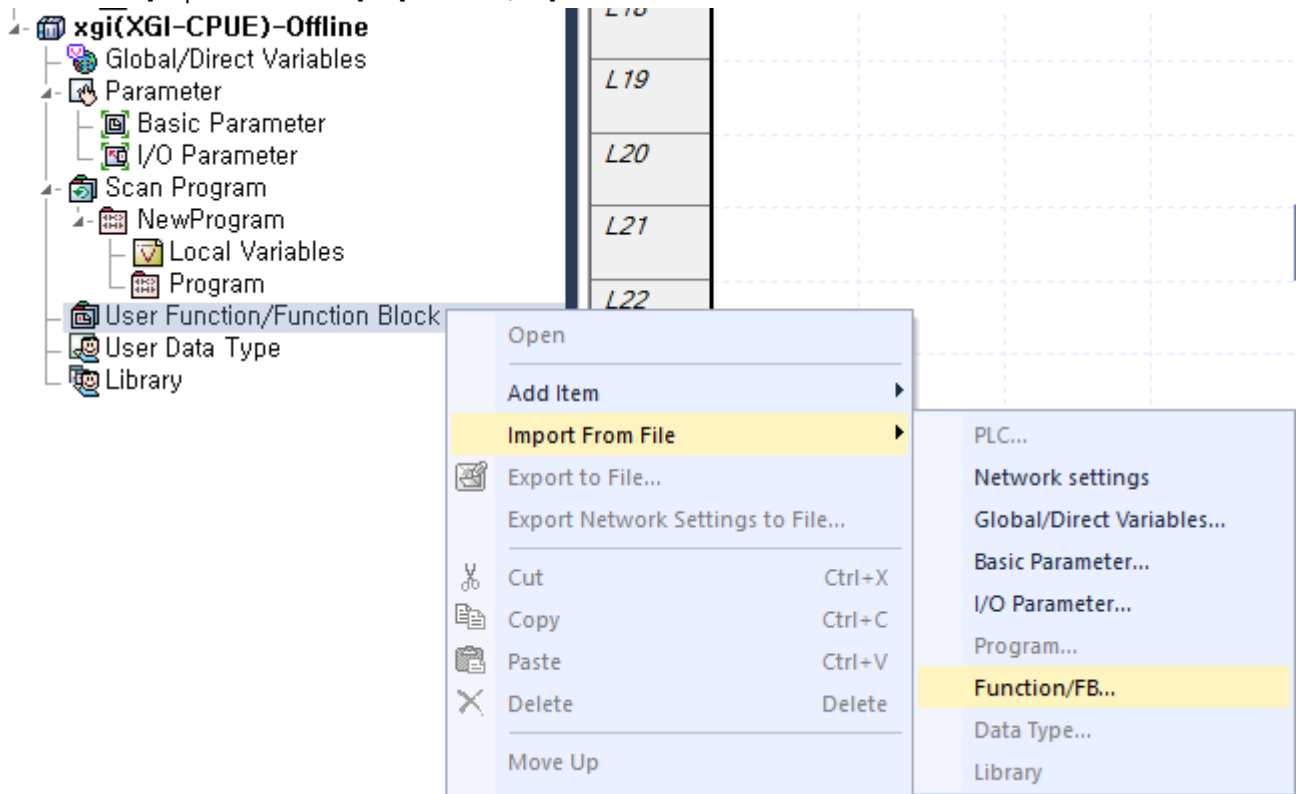 xgi(XGI-CPUE)-Offline
Global/Direct Variables
Parameter
Basic Parameter
I/O Parameter
Scan Program
NewProgram
Local Variables
Program
User Function/Function Block
User Data Type
Library
L19
L20
L21
L22
Open
Add Item
Import From File
Export to File...
Export Network Settings to File...
Cut Ctrl+X
Copy Ctrl+C
Paste Ctrl+V
Delete Delete
Move Up
PLC...
Network settings
Global/Direct Variables...
Basic Parameter...
I/O Parameter...
Program...
Function/FB...
Data Type...
Library